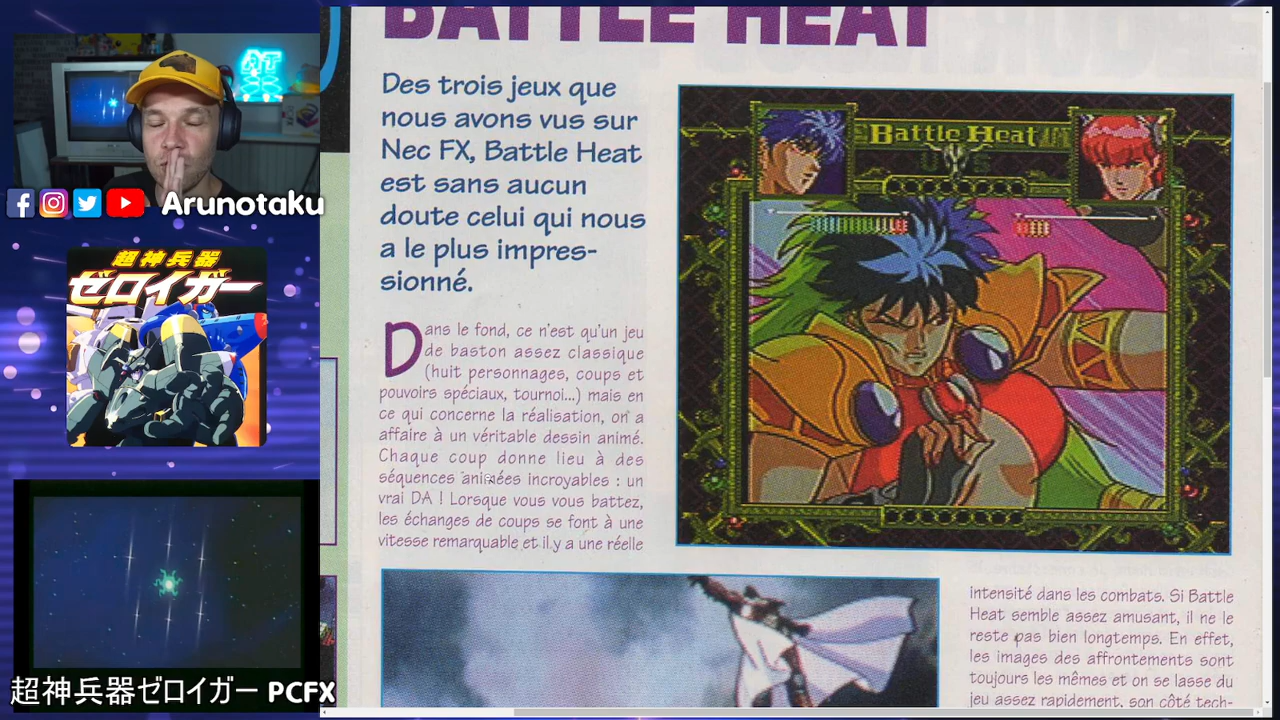 BATTLE HEAT
Des trois jeux que
nous avons vus sur
Nec FX, Battle Heat
est sans aucun
doute celui qui nous
a le plus impres-
sionné.
Dans le fond, ce n'est qu'un jeu
de baston assez classique
(huit personnages, coups et
pouvoirs spéciaux, tournoi...) mais en
ce qui concerne la réalisation, on a
affaire à un véritable dessin animé.
Chaque coup donne lieu à des
séquences animées incroyables : un
vrai DA ! Lorsque vous vous battez,
les échanges de coups se font à une
vitesse remarquable et il y a une réelle
intensité dans les combats. Si Battle
Heat semble assez amusant, il ne le
reste pas bien longtemps. En effet,
les images des affrontements sont
toujours les mêmes et on se lasse du
jeu assez rapidement, son côté tech-
Battle Heat
AT
Arunotaku
超神兵器
ゼロイガー
超神兵器ゼロイガー PCFX